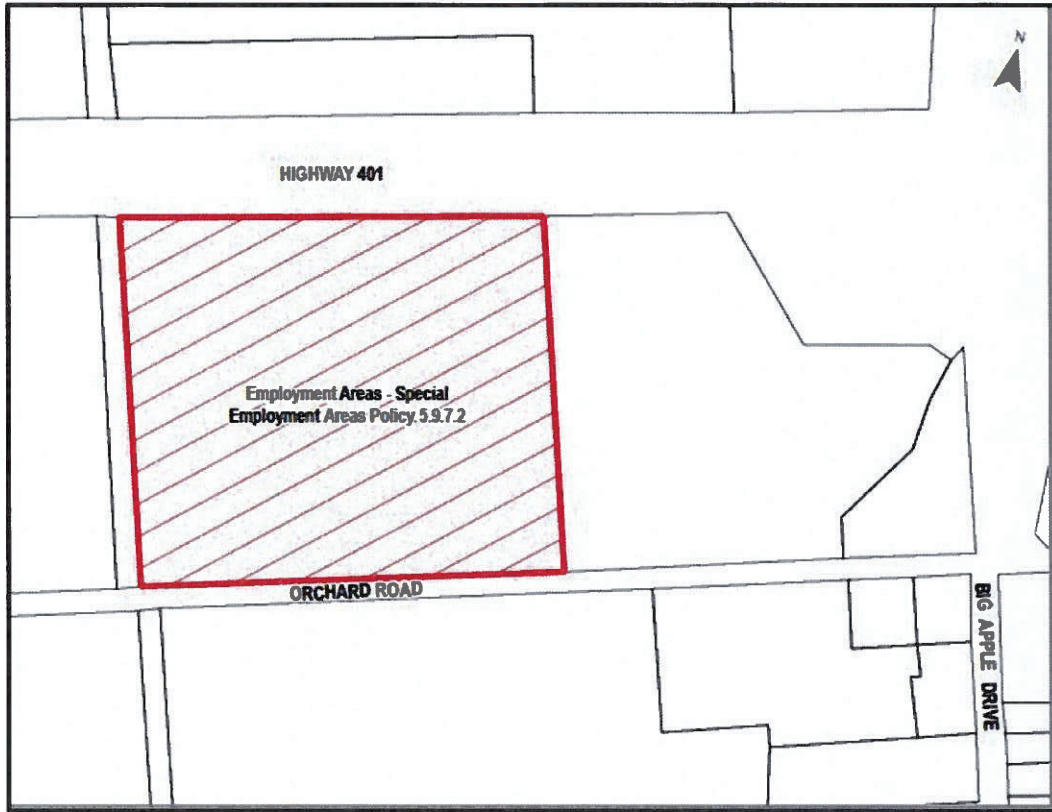 N
HIGHWAY 401
Employment Areas - Special
Employment Areas Policy. 5.9.7.2
ORCHARD ROAD
BIG APPLE DRIVE